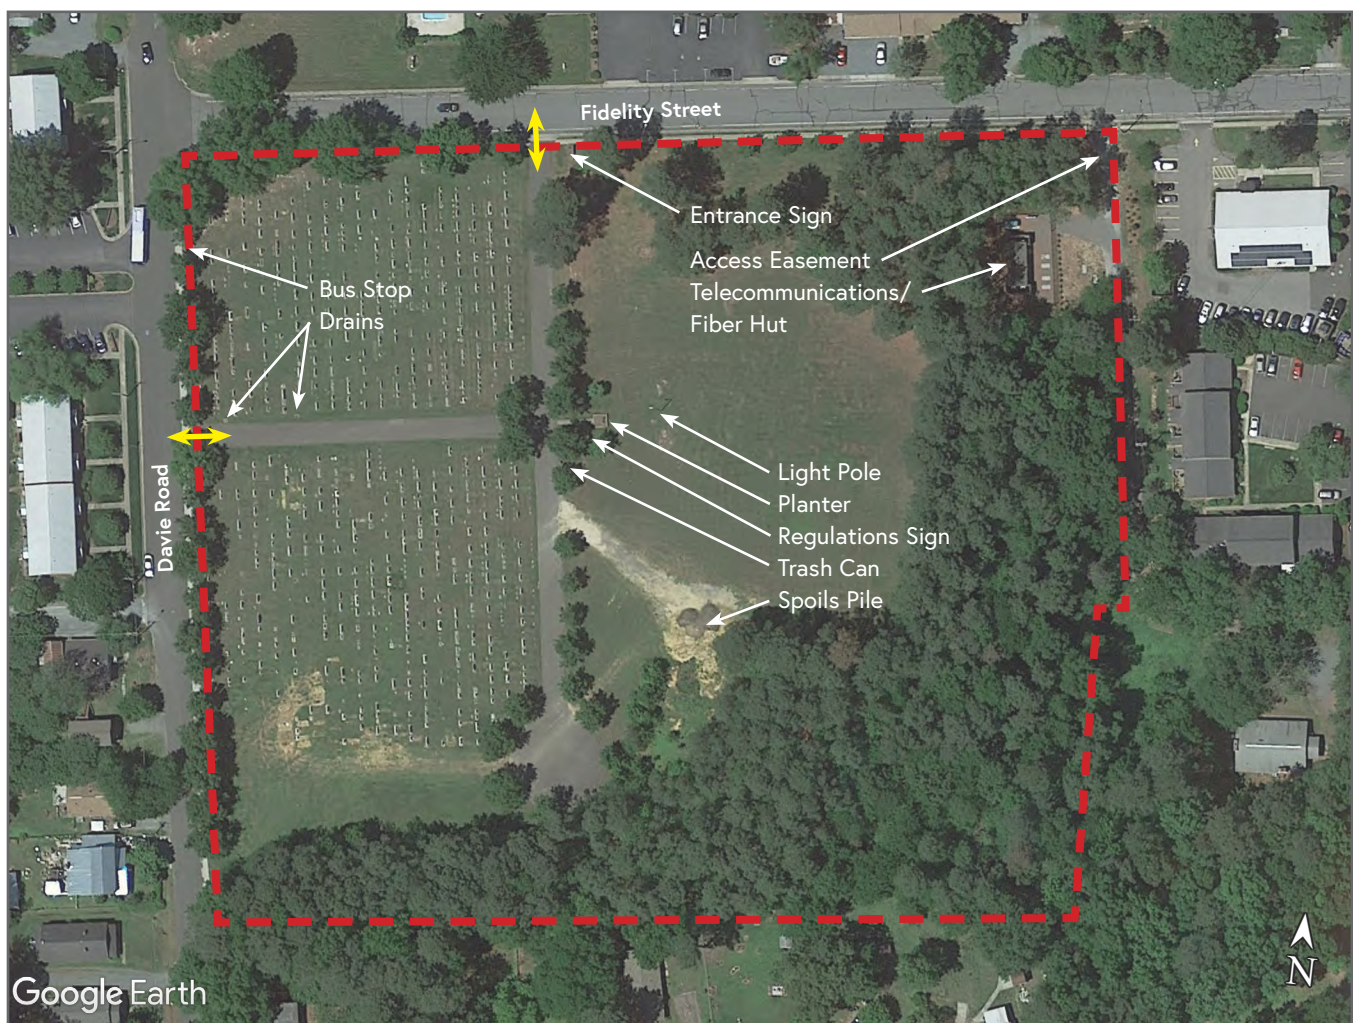 Fidelity Street
Entrance Sign
Access Easement
Telecommunications/
Fiber Hut
Bus Stop
Drains
Davie Road
Light Pole
Planter
Regulations Sign
Trash Can
Spoils Pile
N
Google Earth